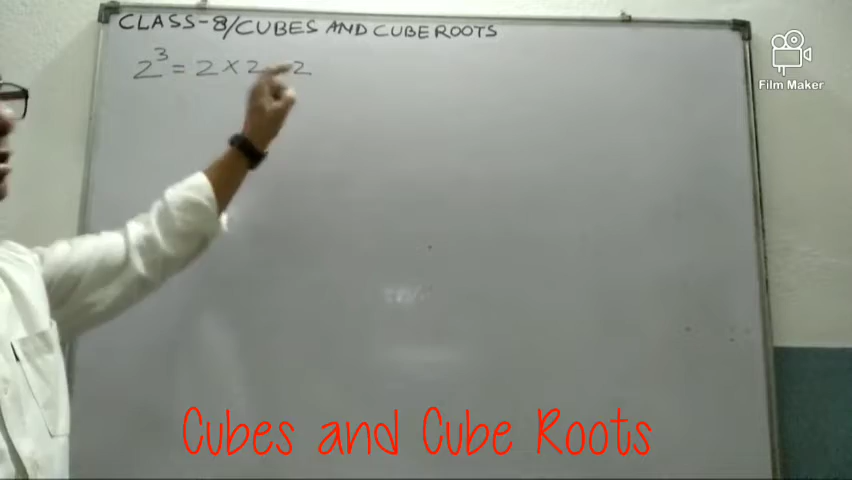 CLASS-8/CUBES AND CUBE ROOTS
2³ = 2 × 2 2
Film Maker
Cubes and Cube Roots